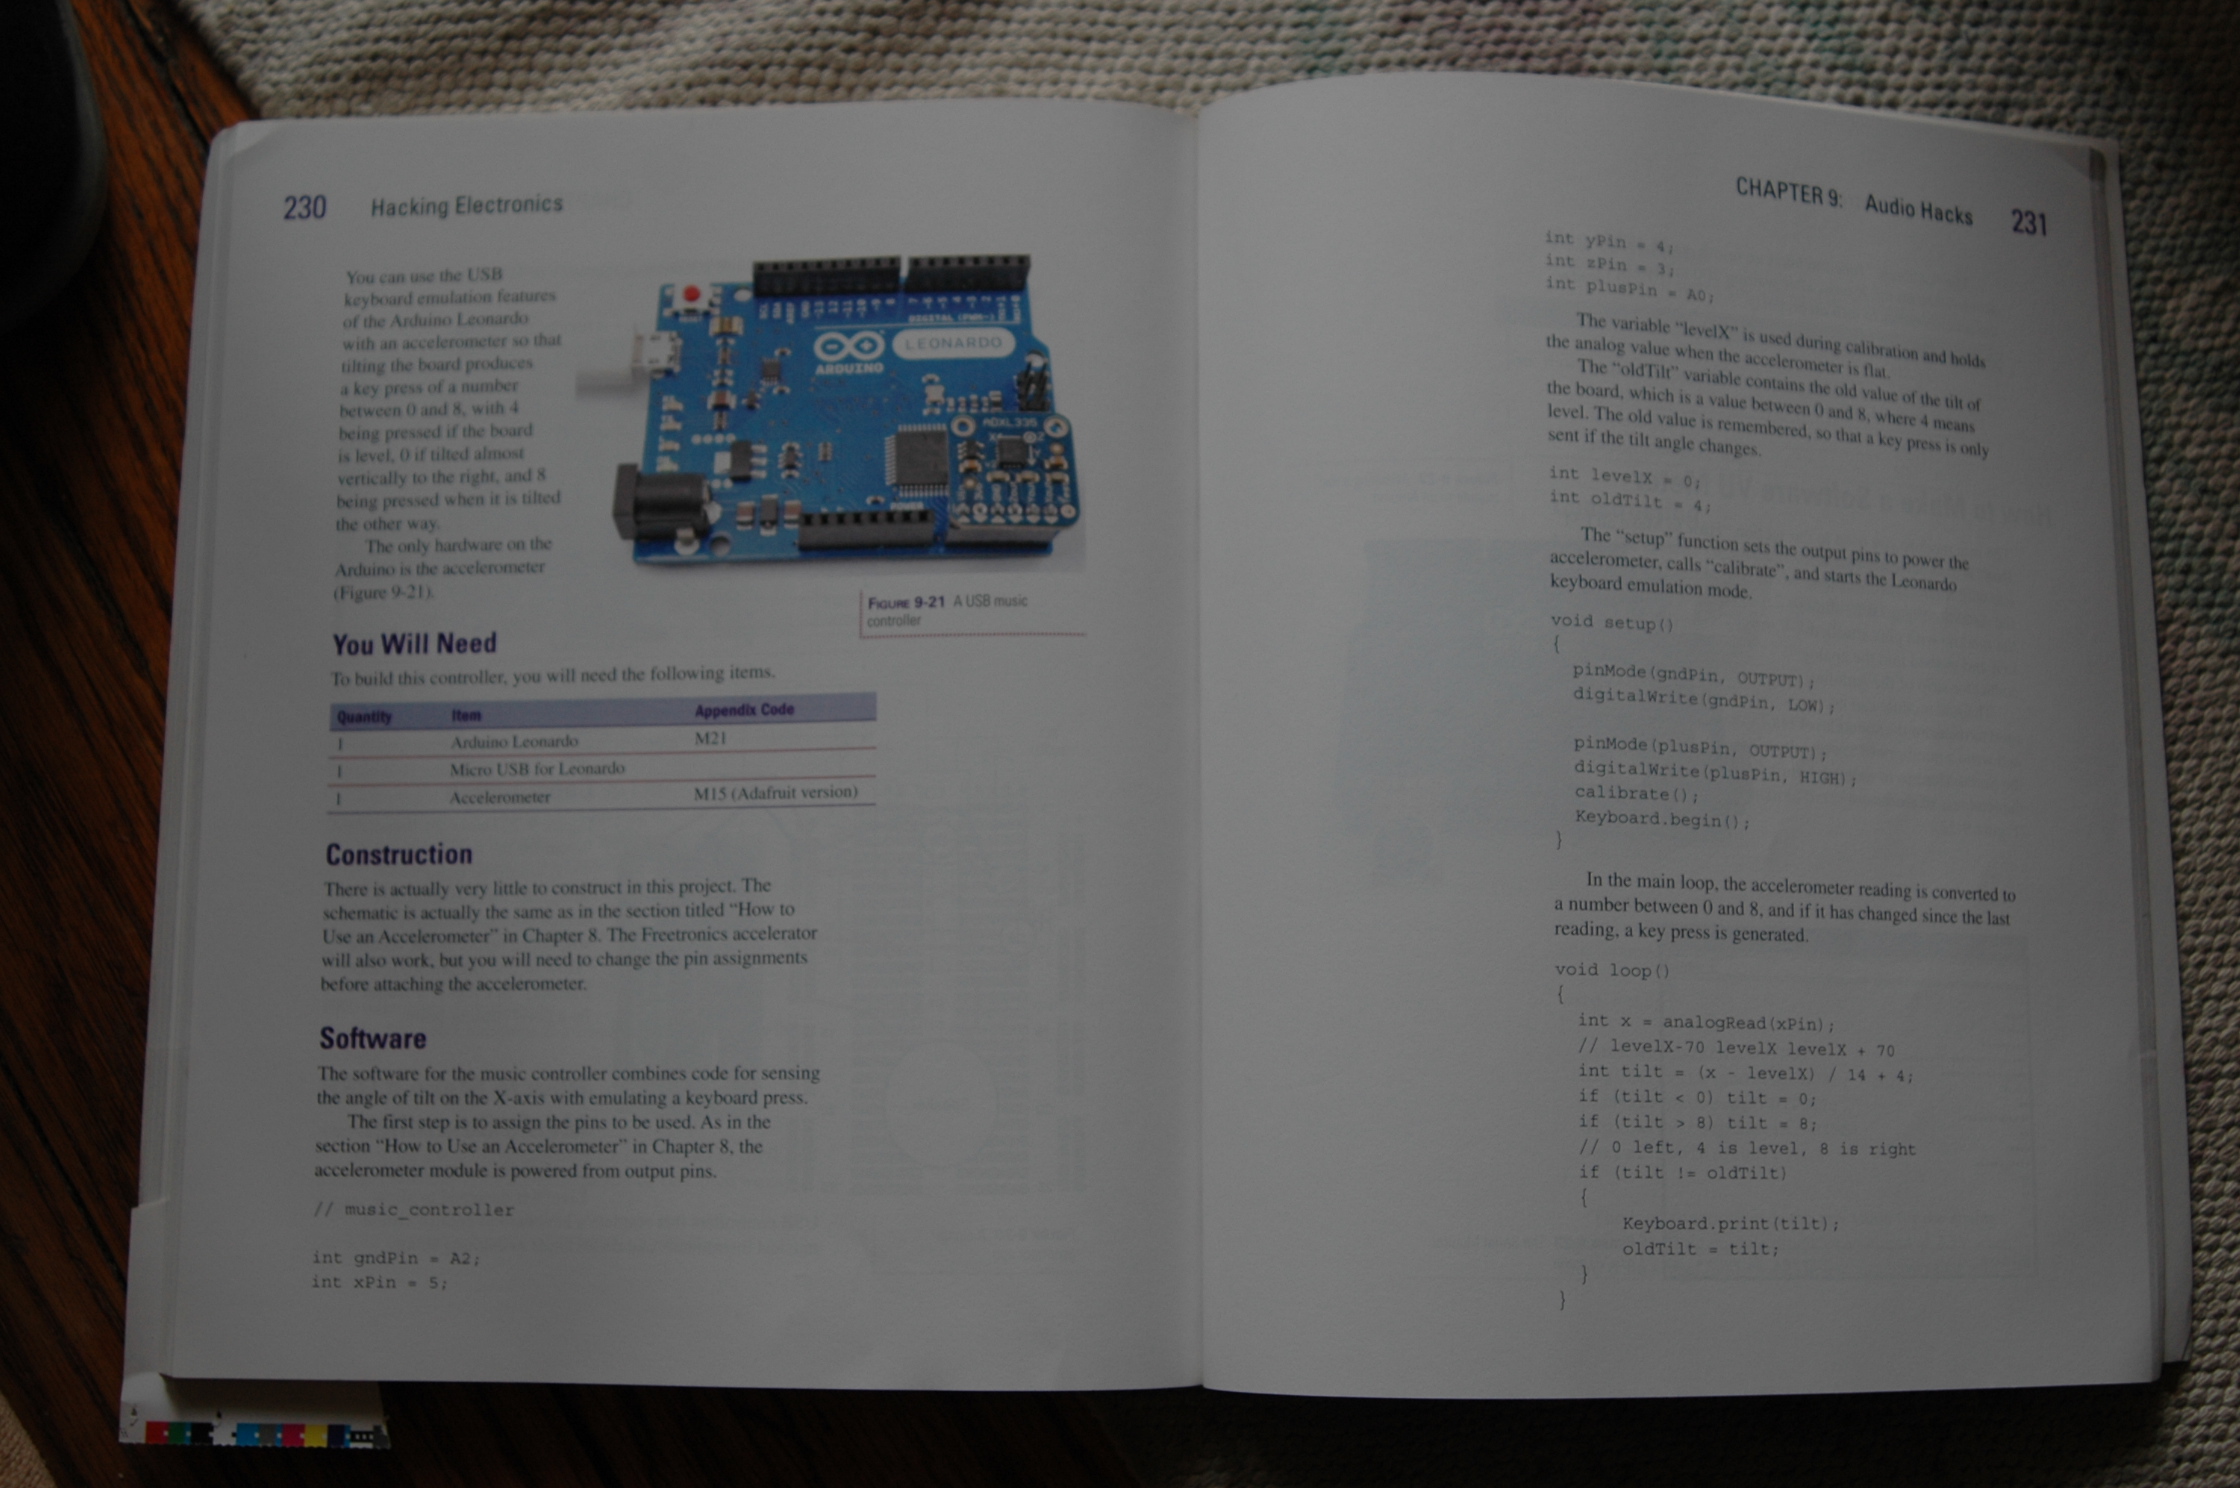 230 Hacking Electronics
You can use the USB
keyboard emulation features
of the Arduino Leonardo
with an accelerometer so that
tilting the board produces
a key press of a number
between 0 and 8, with 4
being pressed if the board
is level, 0 if tilted almost
vertically to the right, and 8
being pressed when it is tilted
the other way.
The only hardware on the
Arduino is the accelerometer
(Figure 9-21).
LEONARDO
ARDUINO
ADXL335
FIGURE 9-21 A USB music
controller
You Will Need
To build this controller, you will need the following items.
Quantity Item Appendix Code
1 Arduino Leonardo M21
1 Micro USB for Leonardo
1 Accelerometer M15 (Adafruit version)
Construction
There is actually very little to construct in this project. The
schematic is actually the same as in the section titled “How to
Use an Accelerometer” in Chapter 8. The Freetronics accelerator
will also work, but you will need to change the pin assignments
before attaching the accelerometer.
Software
The software for the music controller combines code for sensing
the angle of tilt on the X-axis with emulating a keyboard press.
The first step is to assign the pins to be used. As in the
section “How to Use an Accelerometer” in Chapter 8, the
accelerometer module is powered from output pins.
// music_controller
int gndPin = A2;
int xPin = 5;
CHAPTER 9: Audio Hacks 231
int yPin = 4;
int zPin = 3;
int plusPin = A0;
The variable “levelX” is used during calibration and holds
the analog value when the accelerometer is flat.
The “oldTilt” variable contains the old value of the tilt of
the board, which is a value between 0 and 8, where 4 means
level. The old value is remembered, so that a key press is only
sent if the tilt angle changes.
int levelX = 0;
int oldTilt = 4;
The “setup” function sets the output pins to power the
accelerometer, calls “calibrate”, and starts the Leonardo
keyboard emulation mode.
void setup()
{
pinMode(gndPin, OUTPUT);
digitalWrite(gndPin, LOW);
pinMode(plusPin, OUTPUT);
digitalWrite(plusPin, HIGH);
calibrate();
Keyboard.begin();
}
In the main loop, the accelerometer reading is converted to
a number between 0 and 8, and if it has changed since the last
reading, a key press is generated.
void loop()
{
int x = analogRead(xPin);
// levelX-70 levelX levelX + 70
int tilt = (x - levelX) / 14 + 4;
if (tilt < 0) tilt = 0;
if (tilt > 8) tilt = 8;
// 0 left, 4 is level, 8 is right
if (tilt != oldTilt)
{
Keyboard.print(tilt);
oldTilt = tilt;
}
}